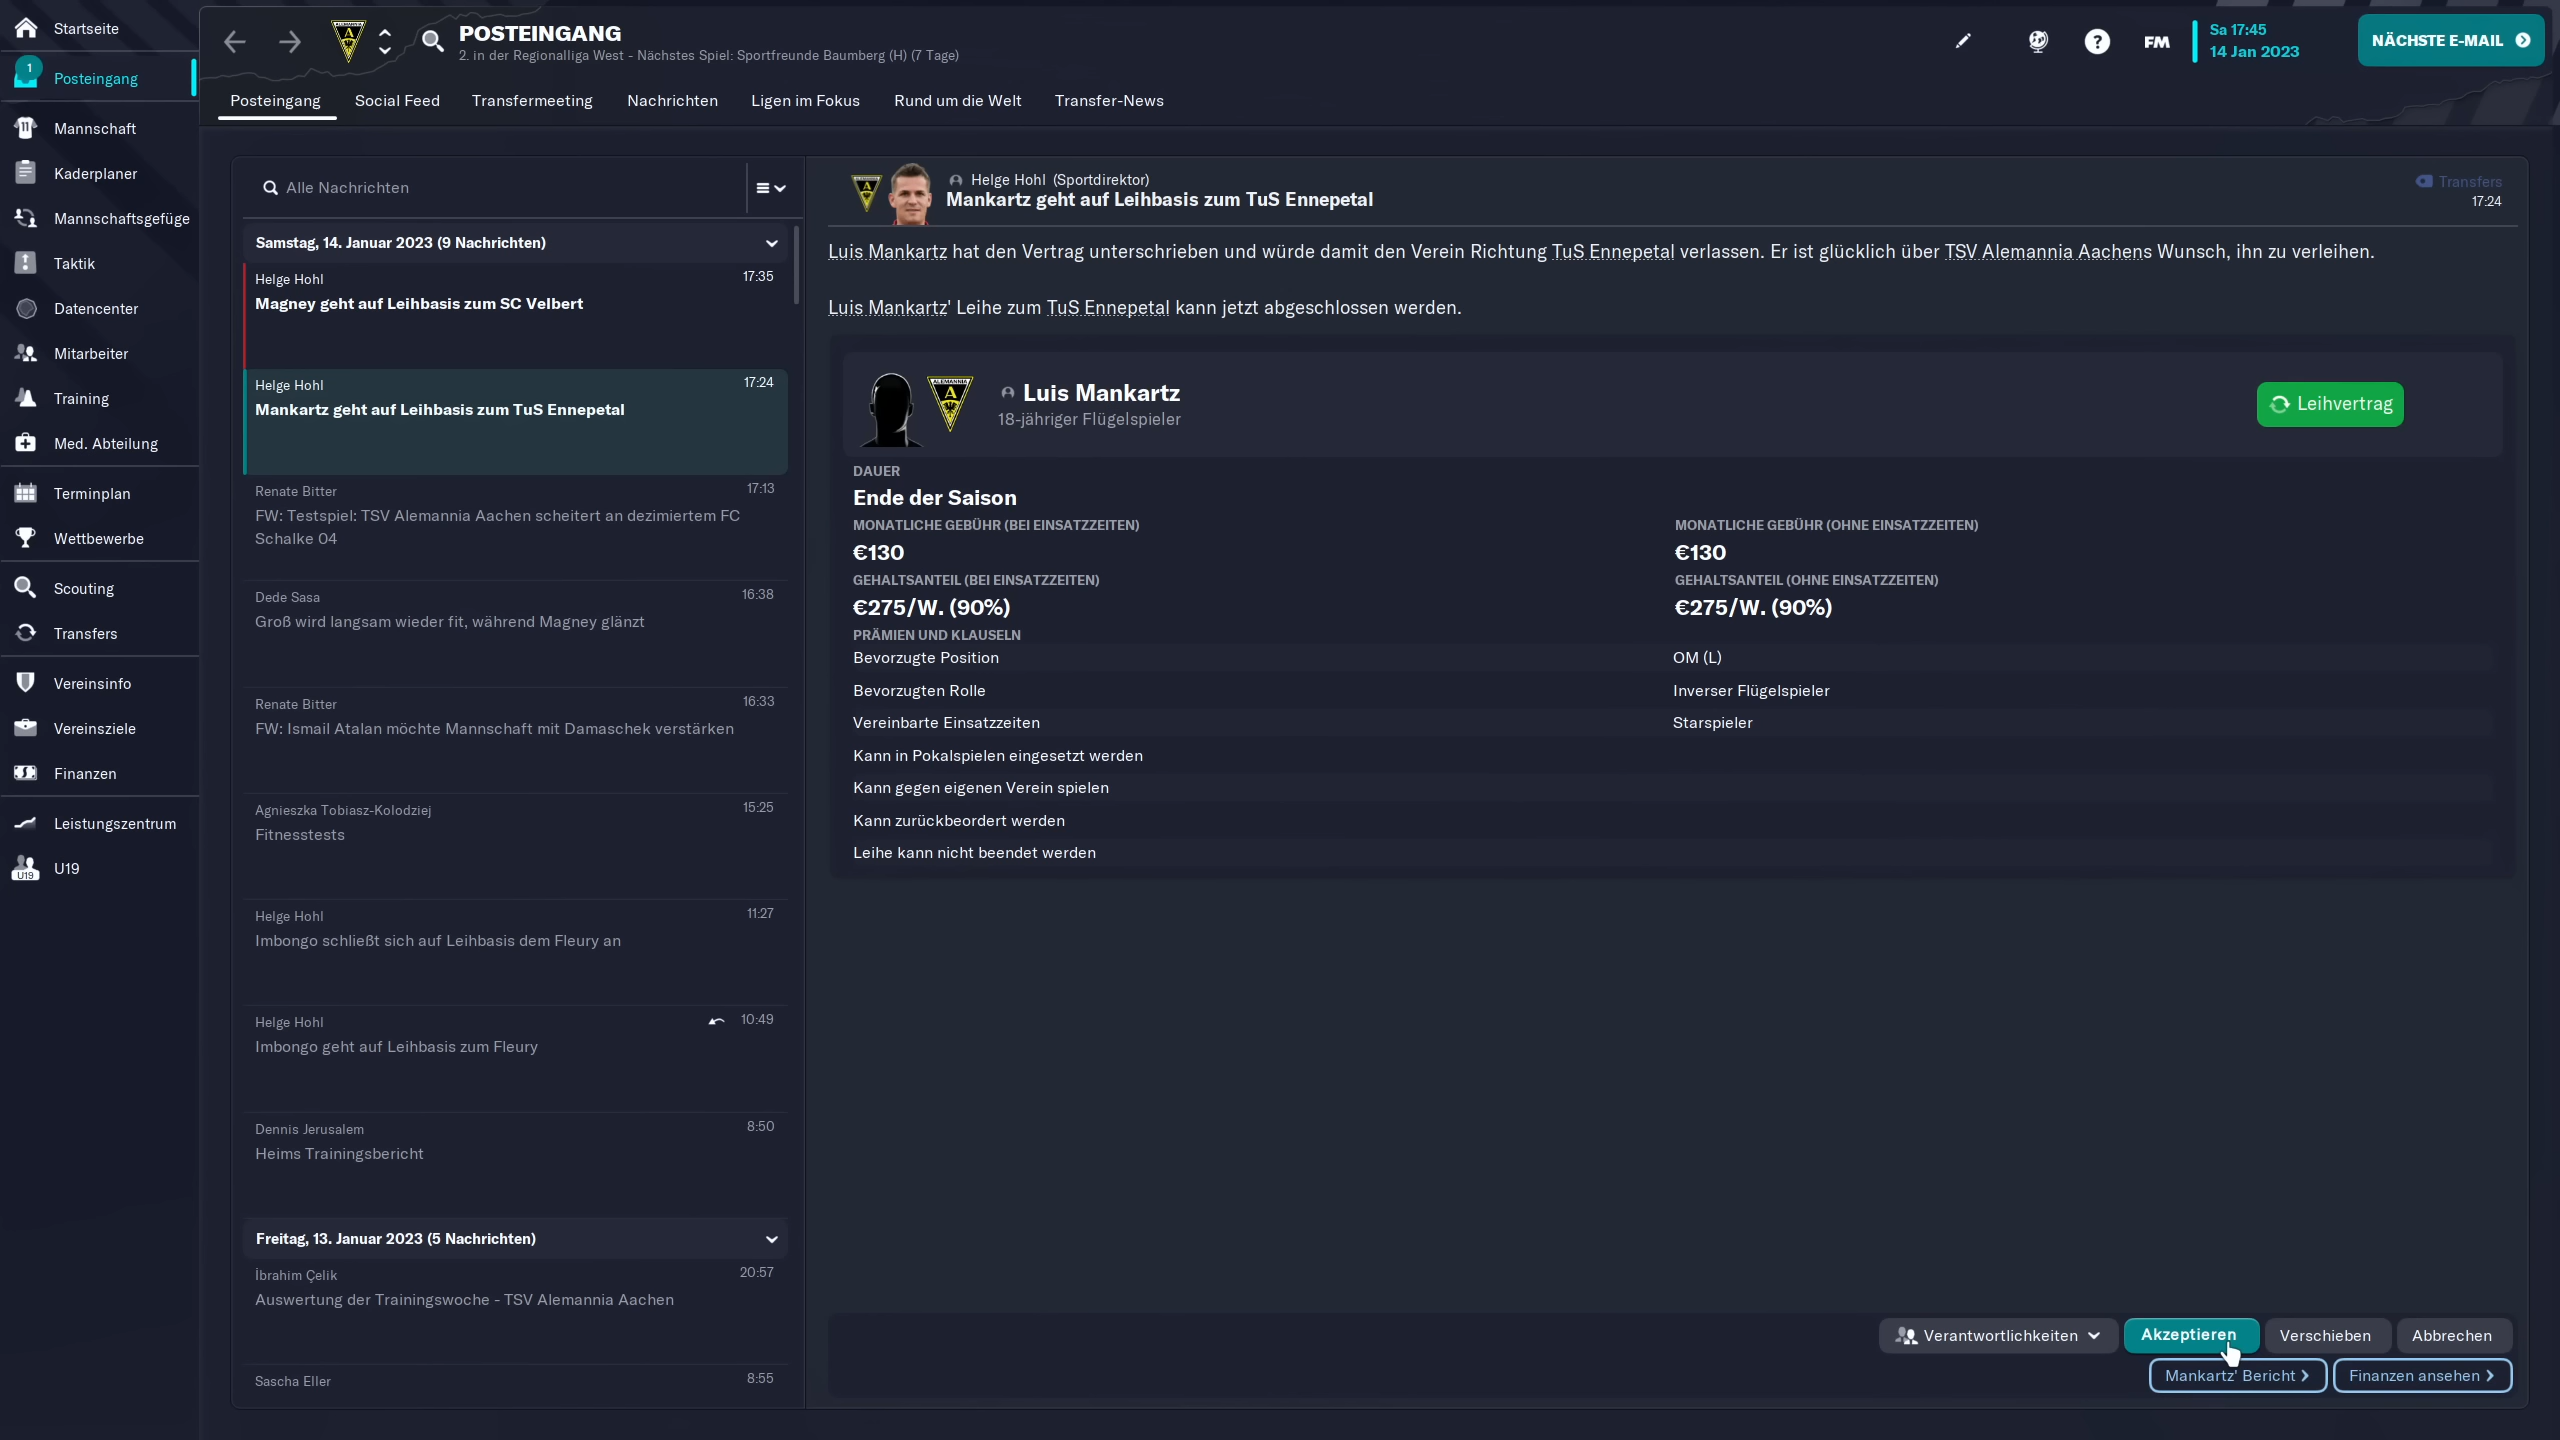 Startseite
1
Posteingang
Mannschaft
Kaderplaner
Mannschaftsgefüge
Taktik
Datencenter
Mitarbeiter
Training
Med. Abteilung
Terminplan
Wettbewerbe
Scouting
Transfers
Vereinsinfo
Vereinsziele
Finanzen
Leistungszentrum
U19
U19
POSTEINGANG
2. in der Regionalliga West - Nächstes Spiel: Sportfreunde Baumberg (H) (7 Tage)
FM
Sa 17:45
14 Jan 2023
NÄCHSTE E-MAIL
Posteingang Social Feed Transfermeeting Nachrichten Ligen im Fokus Rund um die Welt Transfer-News
Alle Nachrichten
Samstag, 14. Januar 2023 (9 Nachrichten)
Helge Hohl 17:35
Magney geht auf Leihbasis zum SC Velbert
Helge Hohl 17:24
Mankartz geht auf Leihbasis zum TuS Ennepetal
Renate Bitter 17:13
FW: Testspiel: TSV Alemannia Aachen scheitert an dezimiertem FC
Schalke 04
Dede Sasa 16:38
Groß wird langsam wieder fit, während Magney glänzt
Renate Bitter 16:33
FW: Ismail Atalan möchte Mannschaft mit Damaschek verstärken
Agnieszka Tobiasz-Kolodziej 15:25
Fitnesstests
Helge Hohl 11:27
Imbongo schließt sich auf Leihbasis dem Fleury an
Helge Hohl 10:49
Imbongo geht auf Leihbasis zum Fleury
Dennis Jerusalem 8:50
Heims Trainingsbericht
Freitag, 13. Januar 2023 (5 Nachrichten)
İbrahim Çelik 20:57
Auswertung der Trainingswoche - TSV Alemannia Aachen
Sascha Eller 8:55
Helge Hohl (Sportdirektor)
Mankartz geht auf Leihbasis zum TuS Ennepetal
Transfers
17:24
Luis Mankartz hat den Vertrag unterschrieben und würde damit den Verein Richtung TuS Ennepetal verlassen. Er ist glücklich über TSV Alemannia Aachens Wunsch, ihn zu verleihen.
Luis Mankartz' Leihe zum TuS Ennepetal kann jetzt abgeschlossen werden.
ALEMANNIA
A
Luis Mankartz
18-jähriger Flügelspieler
Leihvertrag
DAUER
Ende der Saison
MONATLICHE GEBÜHR (BEI EINSATZZEITEN) MONATLICHE GEBÜHR (OHNE EINSATZZEITEN)
€130 €130
GEHALTSANTEIL (BEI EINSATZZEITEN) GEHALTSANTEIL (OHNE EINSATZZEITEN)
€275/W. (90%) €275/W. (90%)
PRÄMIEN UND KLAUSELN
Bevorzugte Position OM (L)
Bevorzugten Rolle Inverser Flügelspieler
Vereinbarte Einsatzzeiten Starspieler
Kann in Pokalspielen eingesetzt werden
Kann gegen eigenen Verein spielen
Kann zurückbeordert werden
Leihe kann nicht beendet werden
Verantwortlichkeiten Akzeptieren Verschieben Abbrechen
Mankartz' Bericht Finanzen ansehen